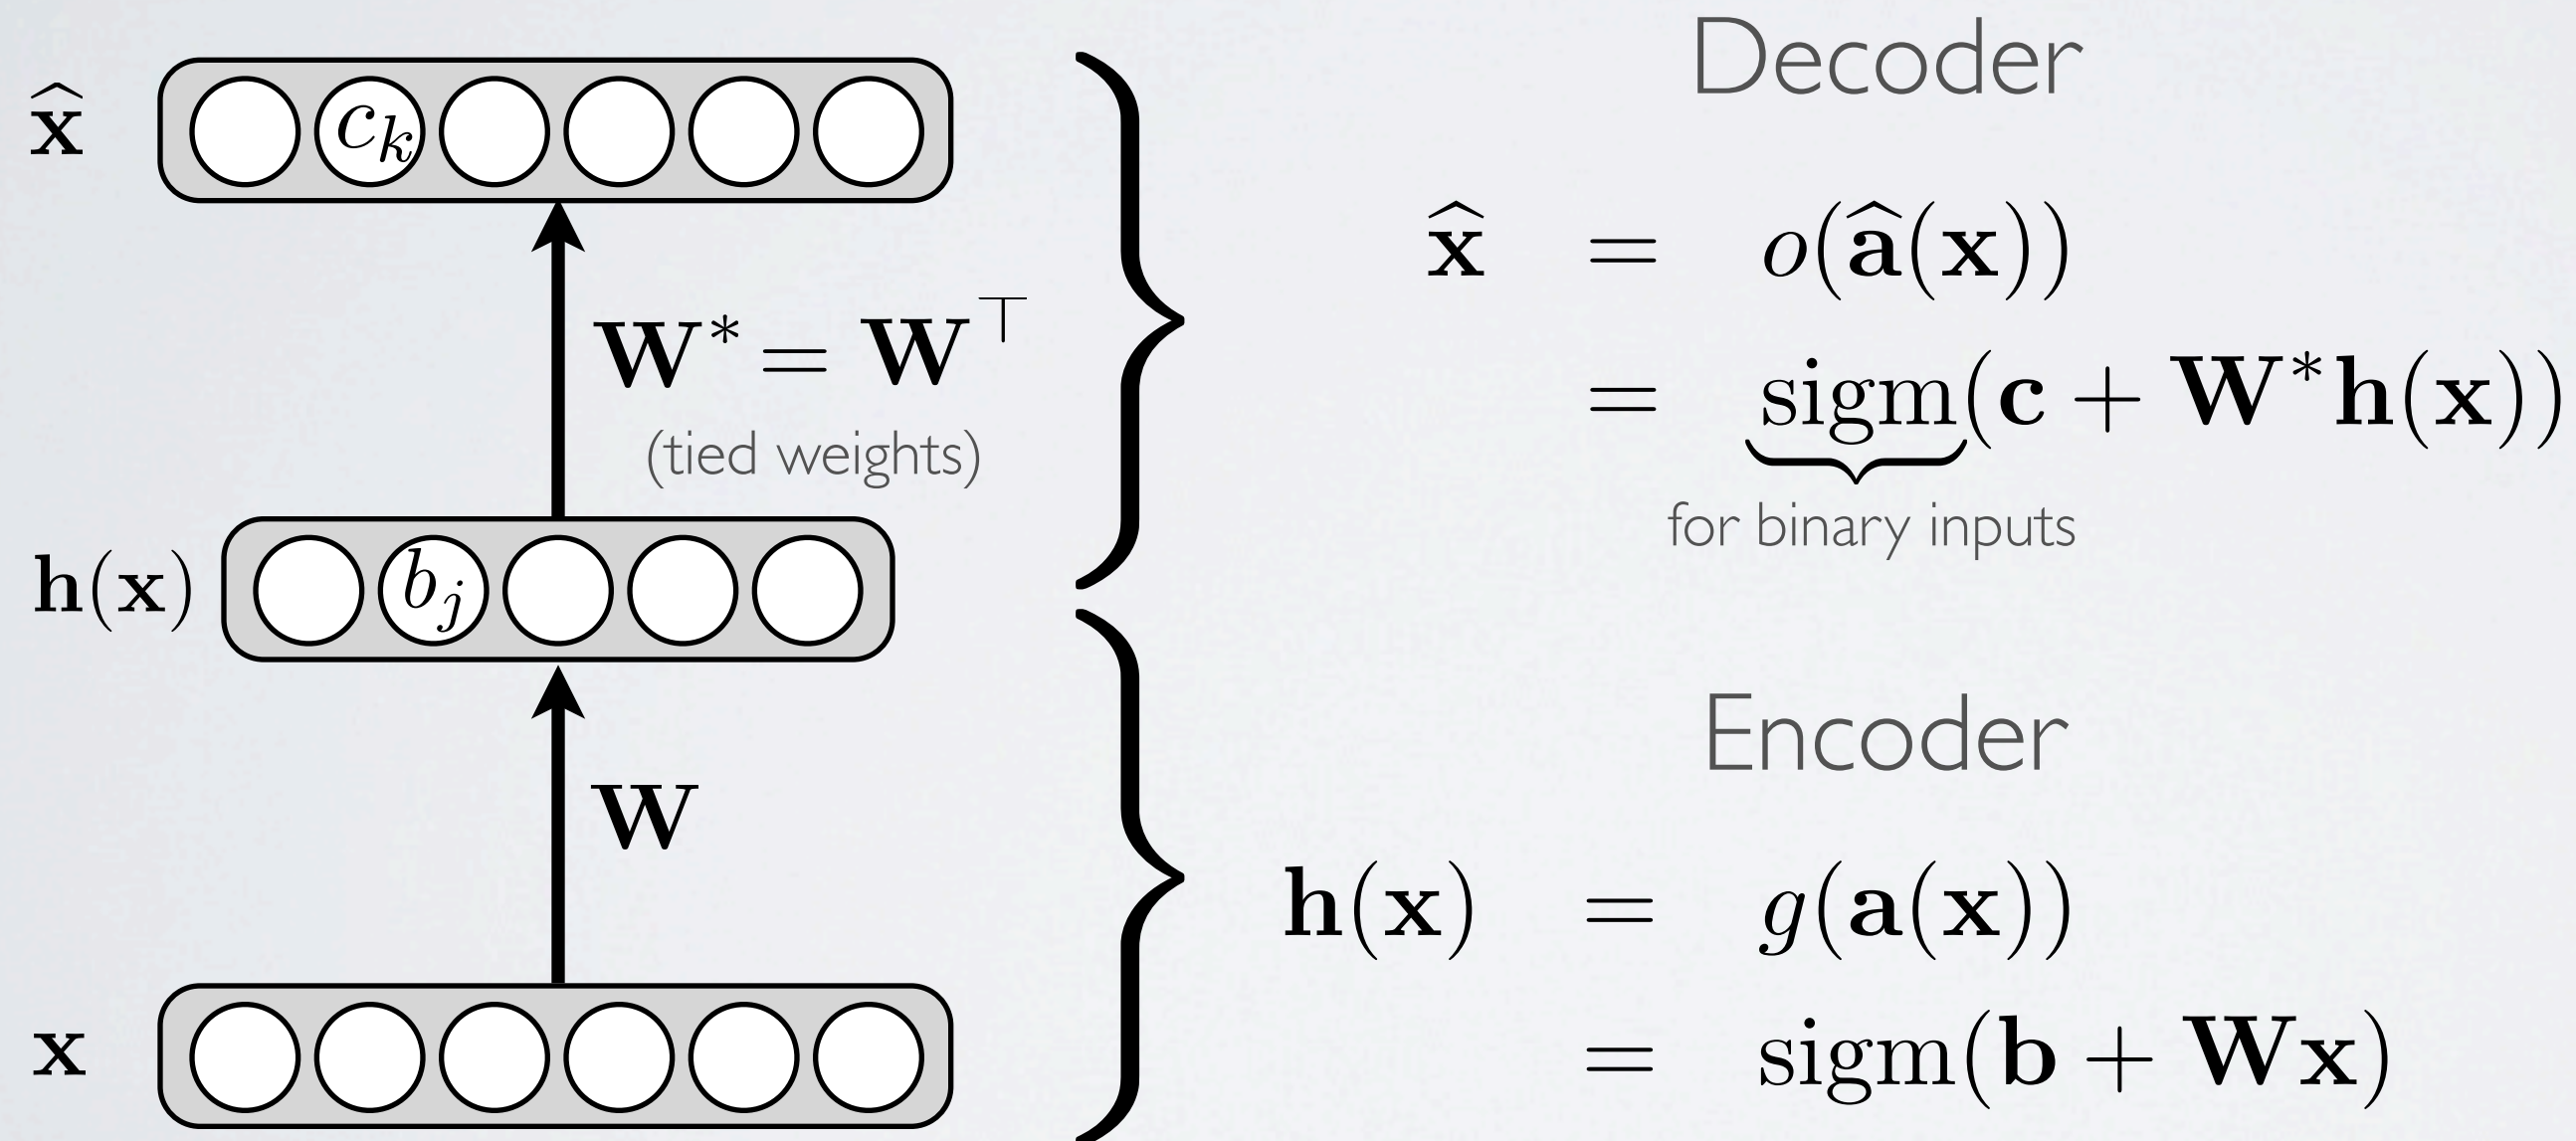 Decoder
x̂
c_k
x̂ = o(â(x))
W* = W^⊤
(tied weights)
= sigm(c + W*h(x))
for binary inputs
h(x)
b_j
Encoder
W
h(x) = g(a(x))
x
= sigm(b + Wx)